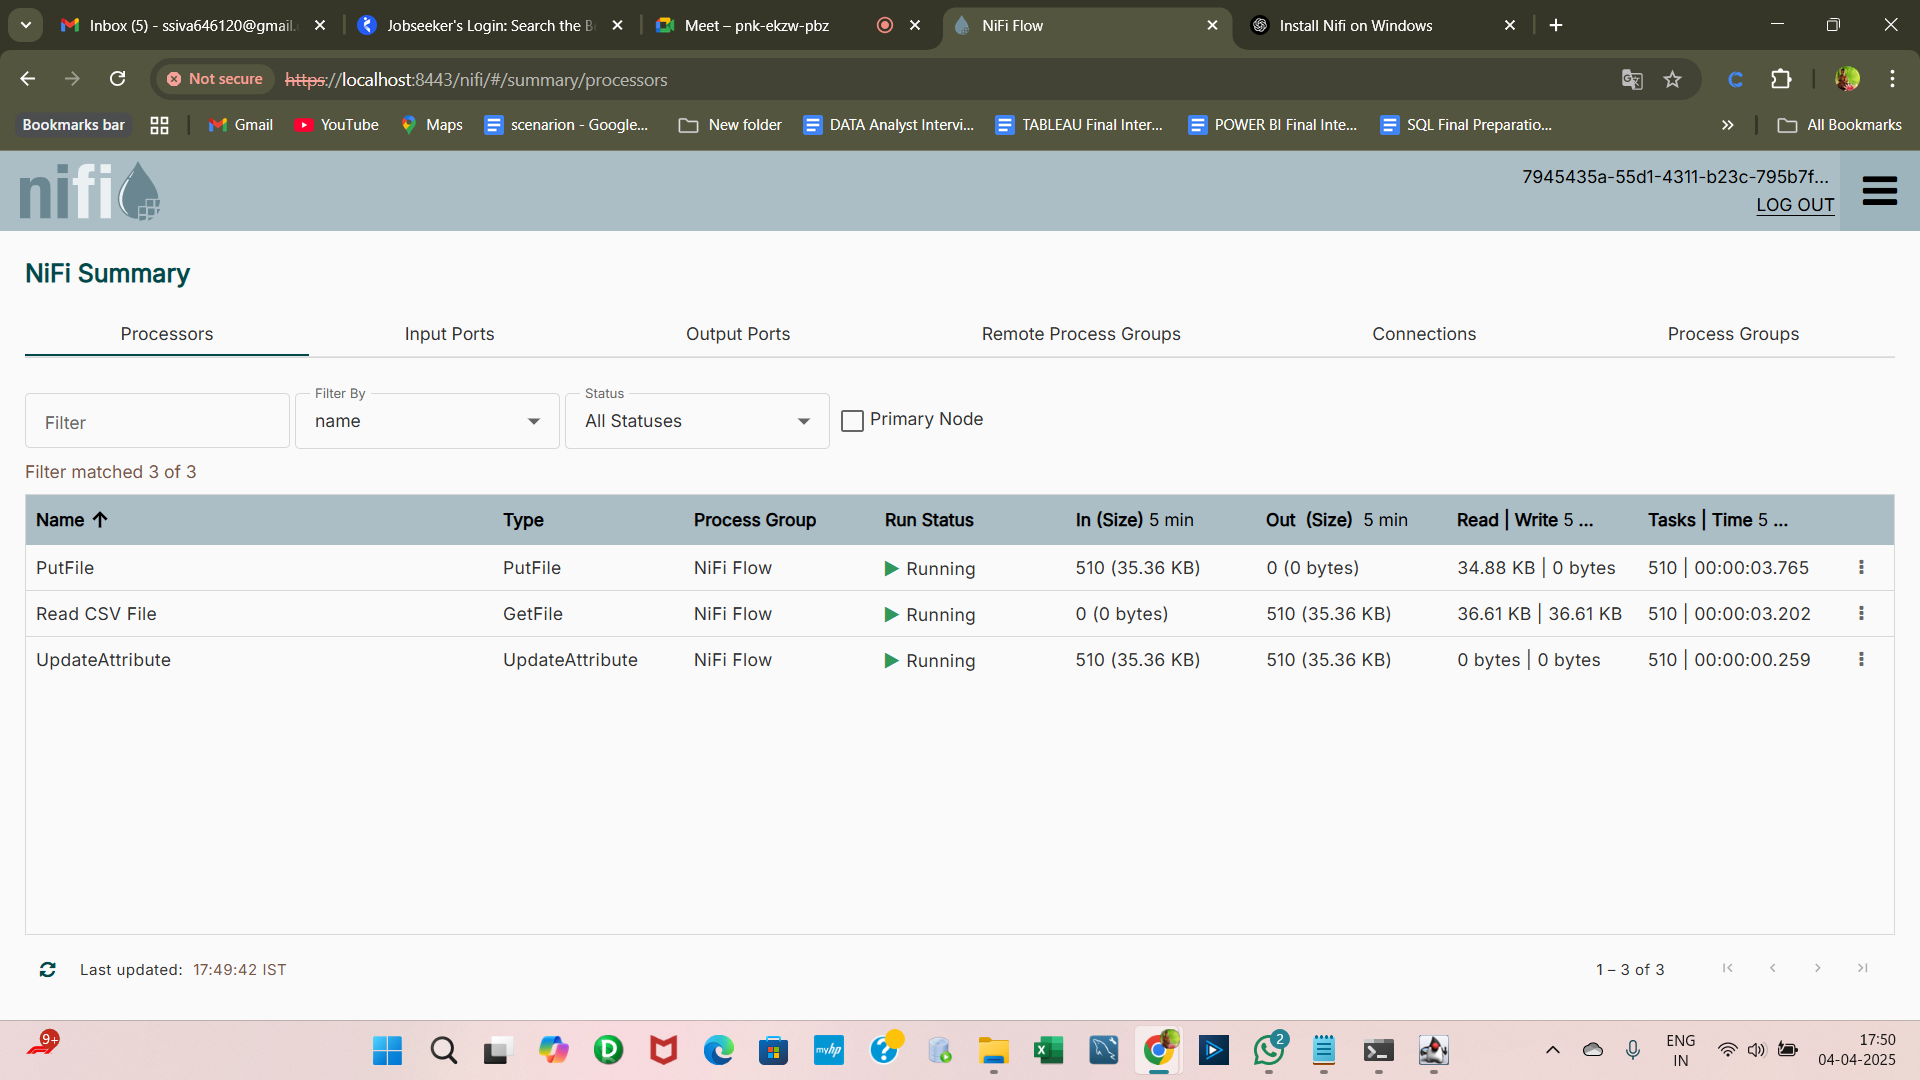 Inbox (5) - ssiva646120@gmail.
Jobseeker's Login: Search the Be
Meet – pnk-ekzw-pbz
NiFi Flow
Install Nifi on Windows
Not secure
https://localhost:8443/nifi/#/summary/processors
Bookmarks bar
Gmail
YouTube
Maps
scenarion - Google...
New folder
DATA Analyst Intervi...
TABLEAU Final Inter...
POWER BI Final Inte...
SQL Final Preparatio...
All Bookmarks
nifi
7945435a-55d1-4311-b23c-795b7f...
LOG OUT
NiFi Summary
Processors
Input Ports
Output Ports
Remote Process Groups
Connections
Process Groups
Filter
Filter By
name
Status
All Statuses
Primary Node
Filter matched 3 of 3
Name Type Process Group Run Status In (Size) 5 min Out (Size) 5 min Read | Write 5 ... Tasks | Time 5 ...
PutFile PutFile NiFi Flow Running 510 (35.36 KB) 0 (0 bytes) 34.88 KB | 0 bytes 510 | 00:00:03.765
Read CSV File GetFile NiFi Flow Running 0 (0 bytes) 510 (35.36 KB) 36.61 KB | 36.61 KB 510 | 00:00:03.202
UpdateAttribute UpdateAttribute NiFi Flow Running 510 (35.36 KB) 510 (35.36 KB) 0 bytes | 0 bytes 510 | 00:00:00.259
Last updated: 17:49:42 IST
1 – 3 of 3
9+
myhp
2
ENG
IN
17:50
04-04-2025